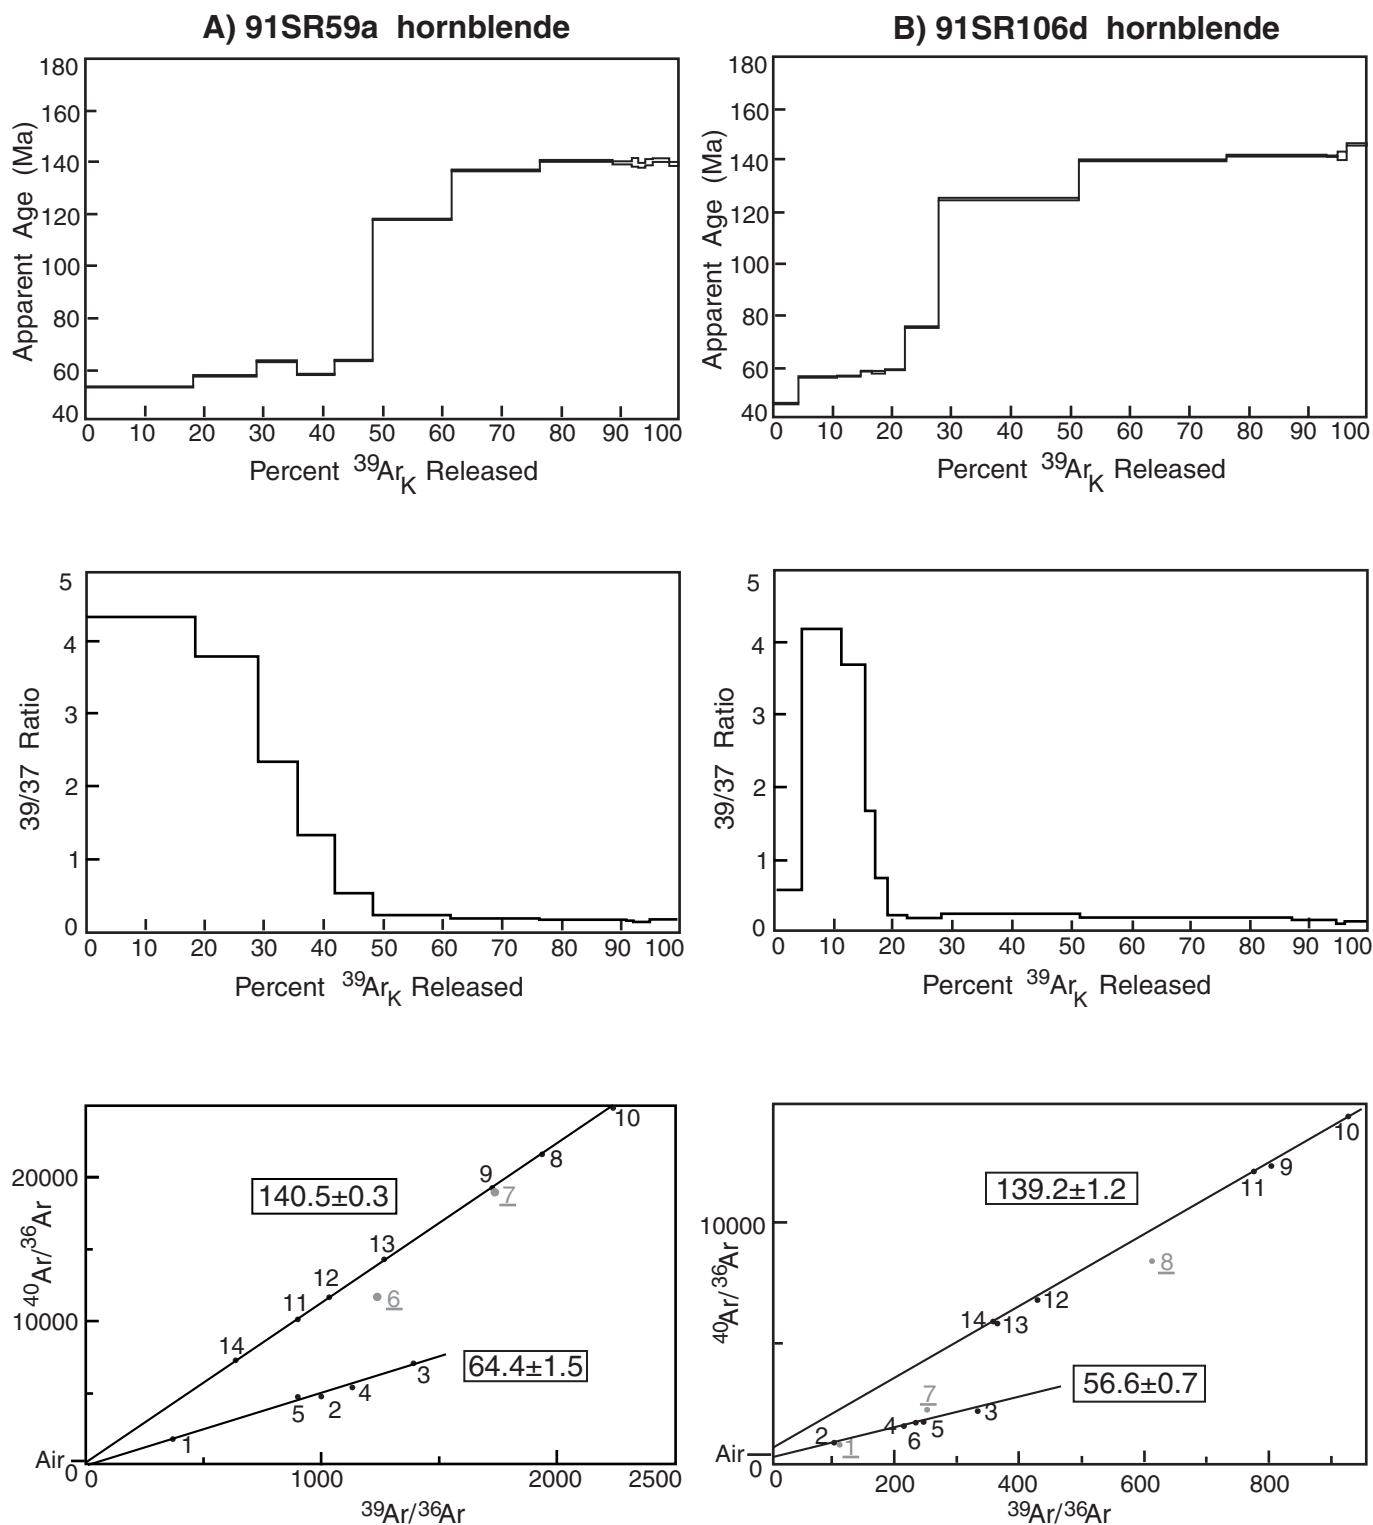 A) 91SR59a hornblende
B) 91SR106d hornblende
180
160
140
120
100
80
60
40
Apparent Age (Ma)
0 10 20 30 40 50 60 70 80 90 100
Percent 39ArK Released
180
160
140
120
100
80
60
40
Apparent Age (Ma)
0 10 20 30 40 50 60 70 80 90 100
Percent 39ArK Released
5
4
3
2
1
0
39/37 Ratio
0 10 20 30 40 50 60 70 80 90 100
Percent 39ArK Released
5
4
3
2
1
0
39/37 Ratio
0 10 20 30 40 50 60 70 80 90 100
Percent 39ArK Released
10
20000
8
9
7
140.5±0.3
13
12
6
11
10000
14
64.4±1.5
3
4
2
5
1
Air
0
40Ar/36Ar
0 1000 2000 2500
39Ar/36Ar
10
9
11
139.2±1.2
10000
8
12
14
13
56.6±0.7
7
3
4
5
6
2
1
Air
0
40Ar/36Ar
0 200 400 600 800
39Ar/36Ar